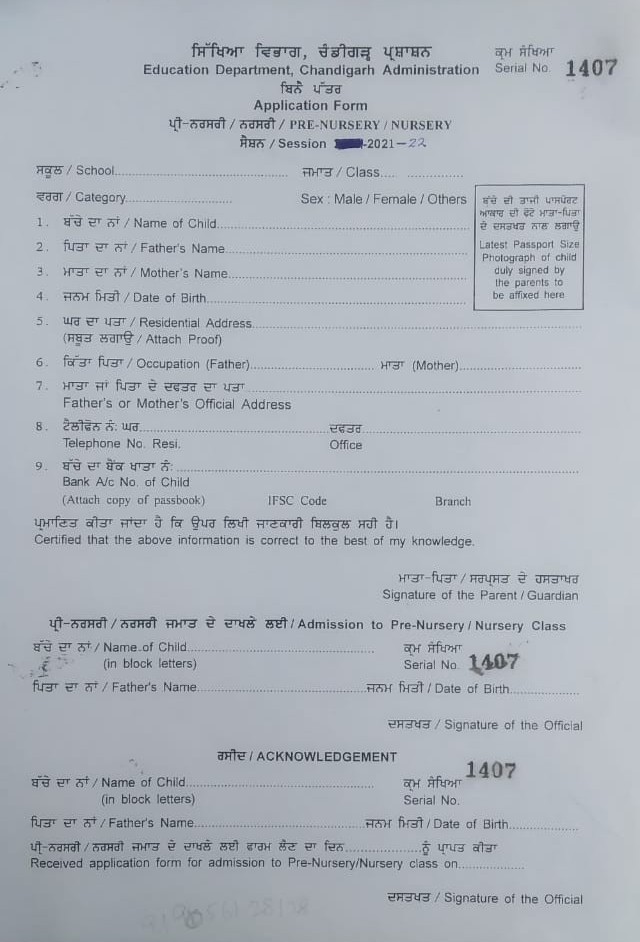 ਸਿੱਖਿਆ ਵਿਭਾਗ, ਚੰਡੀਗੜ੍ਹ ਪ੍ਰਸ਼ਾਸ਼ਨ
ਕ੍ਰਮ ਸੰਖਿਆ
Education Department, Chandigarh Administration Serial No. 1407
ਬਿਨੈ ਪੱਤਰ
Application Form
ਪ੍ਰੀ-ਨਰਸਰੀ / ਨਰਸਰੀ / PRE-NURSERY / NURSERY
ਸੈਸ਼ਨ / Session -2021-22
ਸਕੂਲ / School............ ਜਮਾਤ / Class..... ...............
ਵਰਗ / Category............ Sex : Male / Female / Others
ਬੱਚੇ ਦੀ ਤਾਜੀ ਪਾਸਪੋਰਟ
ਆਕਾਰ ਦੀ ਫੋਟੋ ਮਾਤਾ-ਪਿਤਾ
ਦੇ ਦਸਤਖਤ ਨਾਲ ਲਗਾਉ
Latest Passport Size
Photograph of child
duly signed by
the parents to
be affixed here
1. ਬੱਚੇ ਦਾ ਨਾਂ / Name of Child............
2. ਪਿਤਾ ਦਾ ਨਾਂ / Father's Name............
3. ਮਾਤਾ ਦਾ ਨਾਂ / Mother's Name............
4. ਜਨਮ ਮਿਤੀ / Date of Birth............
5. ਘਰ ਦਾ ਪਤਾ / Residential Address............
(ਸਬੂਤ ਲਗਾਉ / Attach Proof)
6. ਕਿੱਤਾ ਪਿਤਾ / Occupation (Father)............ ਮਾਤਾ (Mother)............
7. ਮਾਤਾ ਜਾਂ ਪਿਤਾ ਦੇ ਦਫਤਰ ਦਾ ਪਤਾ............
Father's or Mother's Official Address
8. ਟੈਲੀਫੋਨ ਨੰ: ਘਰ............ਦਫਤਰ............
Telephone No. Resi. Office
9. ਬੱਚੇ ਦਾ ਬੈਂਕ ਖਾਤਾ ਨੰ:............
Bank A/c No. of Child
(Attach copy of passbook) IFSC Code Branch
ਪ੍ਰਮਾਣਿਤ ਕੀਤਾ ਜਾਂਦਾ ਹੈ ਕਿ ਉਪਰ ਲਿਖੀ ਜਾਣਕਾਰੀ ਬਿਲਕੁਲ ਸਹੀ ਹੈ।
Certified that the above information is correct to the best of my knowledge.
ਮਾਤਾ-ਪਿਤਾ / ਸਰਪ੍ਰਸਤ ਦੇ ਹਸਤਾਖਰ
Signature of the Parent / Guardian
ਪ੍ਰੀ-ਨਰਸਰੀ / ਨਰਸਰੀ ਜਮਾਤ ਦੇ ਦਾਖਲੇ ਲਈ / Admission to Pre-Nursery / Nursery Class
ਬੱਚੇ ਦਾ ਨਾਂ / Name of Child............ ਕ੍ਰਮ ਸੰਖਿਆ
(in block letters) Serial No. 1407
ਪਿਤਾ ਦਾ ਨਾਂ / Father's Name............ਜਨਮ ਮਿਤੀ / Date of Birth............
ਦਸਤਖਤ / Signature of the Official
ਰਸੀਦ / ACKNOWLEDGEMENT
1407
ਬੱਚੇ ਦਾ ਨਾਂ / Name of Child............ ਕ੍ਰਮ ਸੰਖਿਆ
(in block letters) Serial No.
ਪਿਤਾ ਦਾ ਨਾਂ / Father's Name............ਜਨਮ ਮਿਤੀ / Date of Birth............
ਪ੍ਰੀ-ਨਰਸਰੀ / ਨਰਸਰੀ ਜਮਾਤ ਦੇ ਦਾਖਲੇ ਲਈ ਫਾਰਮ ਲੈਣ ਦਾ ਦਿਨ............ਨੂੰ ਪ੍ਰਾਪਤ ਕੀਤਾ
Received application form for admission to Pre-Nursery/Nursery class on............
ਦਸਤਖਤ / Signature of the Official